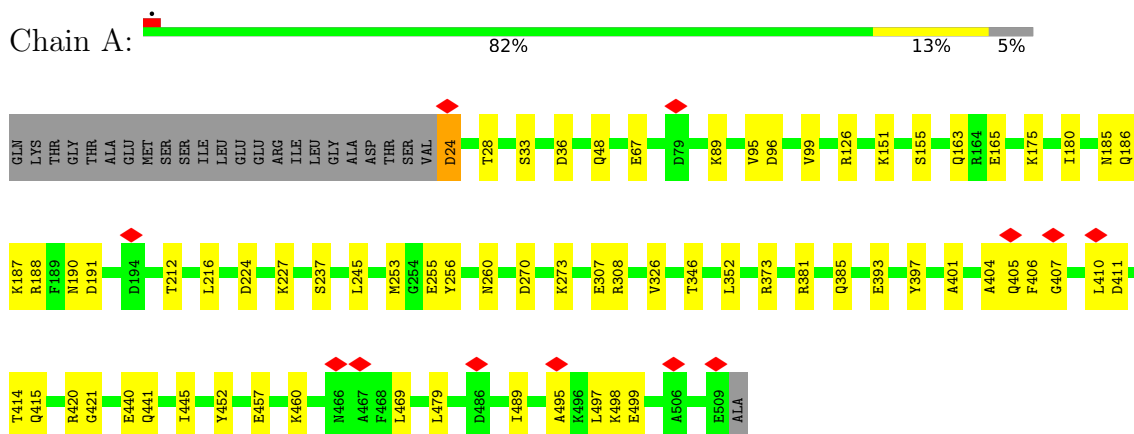 Chain A:
82% 13% 5%
GLN LYS THR GLY THR ALA GLU MET SER SER ILE LEU GLU GLU ARG ILE LEU GLY ALA ASP THR SER VAL D24 T28 S33 D36 Q48 E67 D79 K89 V95 D96 V99 R126 K151 S155 Q163 R164 E165 K175 I180 N185 Q186
K187 R188 F189 N190 D191 D194 T212 L216 D224 K227 S237 L245 M253 G254 E255 Y256 N260 D270 K273 E307 R308 V326 T346 L352 R373 R381 Q385 E393 Y397 A401 A404 Q405 F406 G407 L410 D411
T414 Q415 R420 G421 E440 Q441 I445 Y452 E457 K460 N466 A467 F468 L469 L479 D486 I489 A495 K496 L497 K498 E499 A506 E509 ALA